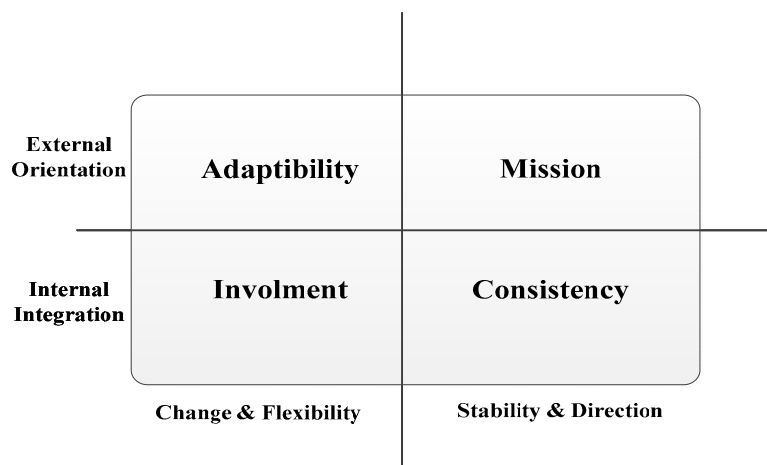 External
Orientation
Adaptibility
Mission
Internal
Integration
Involment
Consistency
Change & Flexibility
Stability & Direction